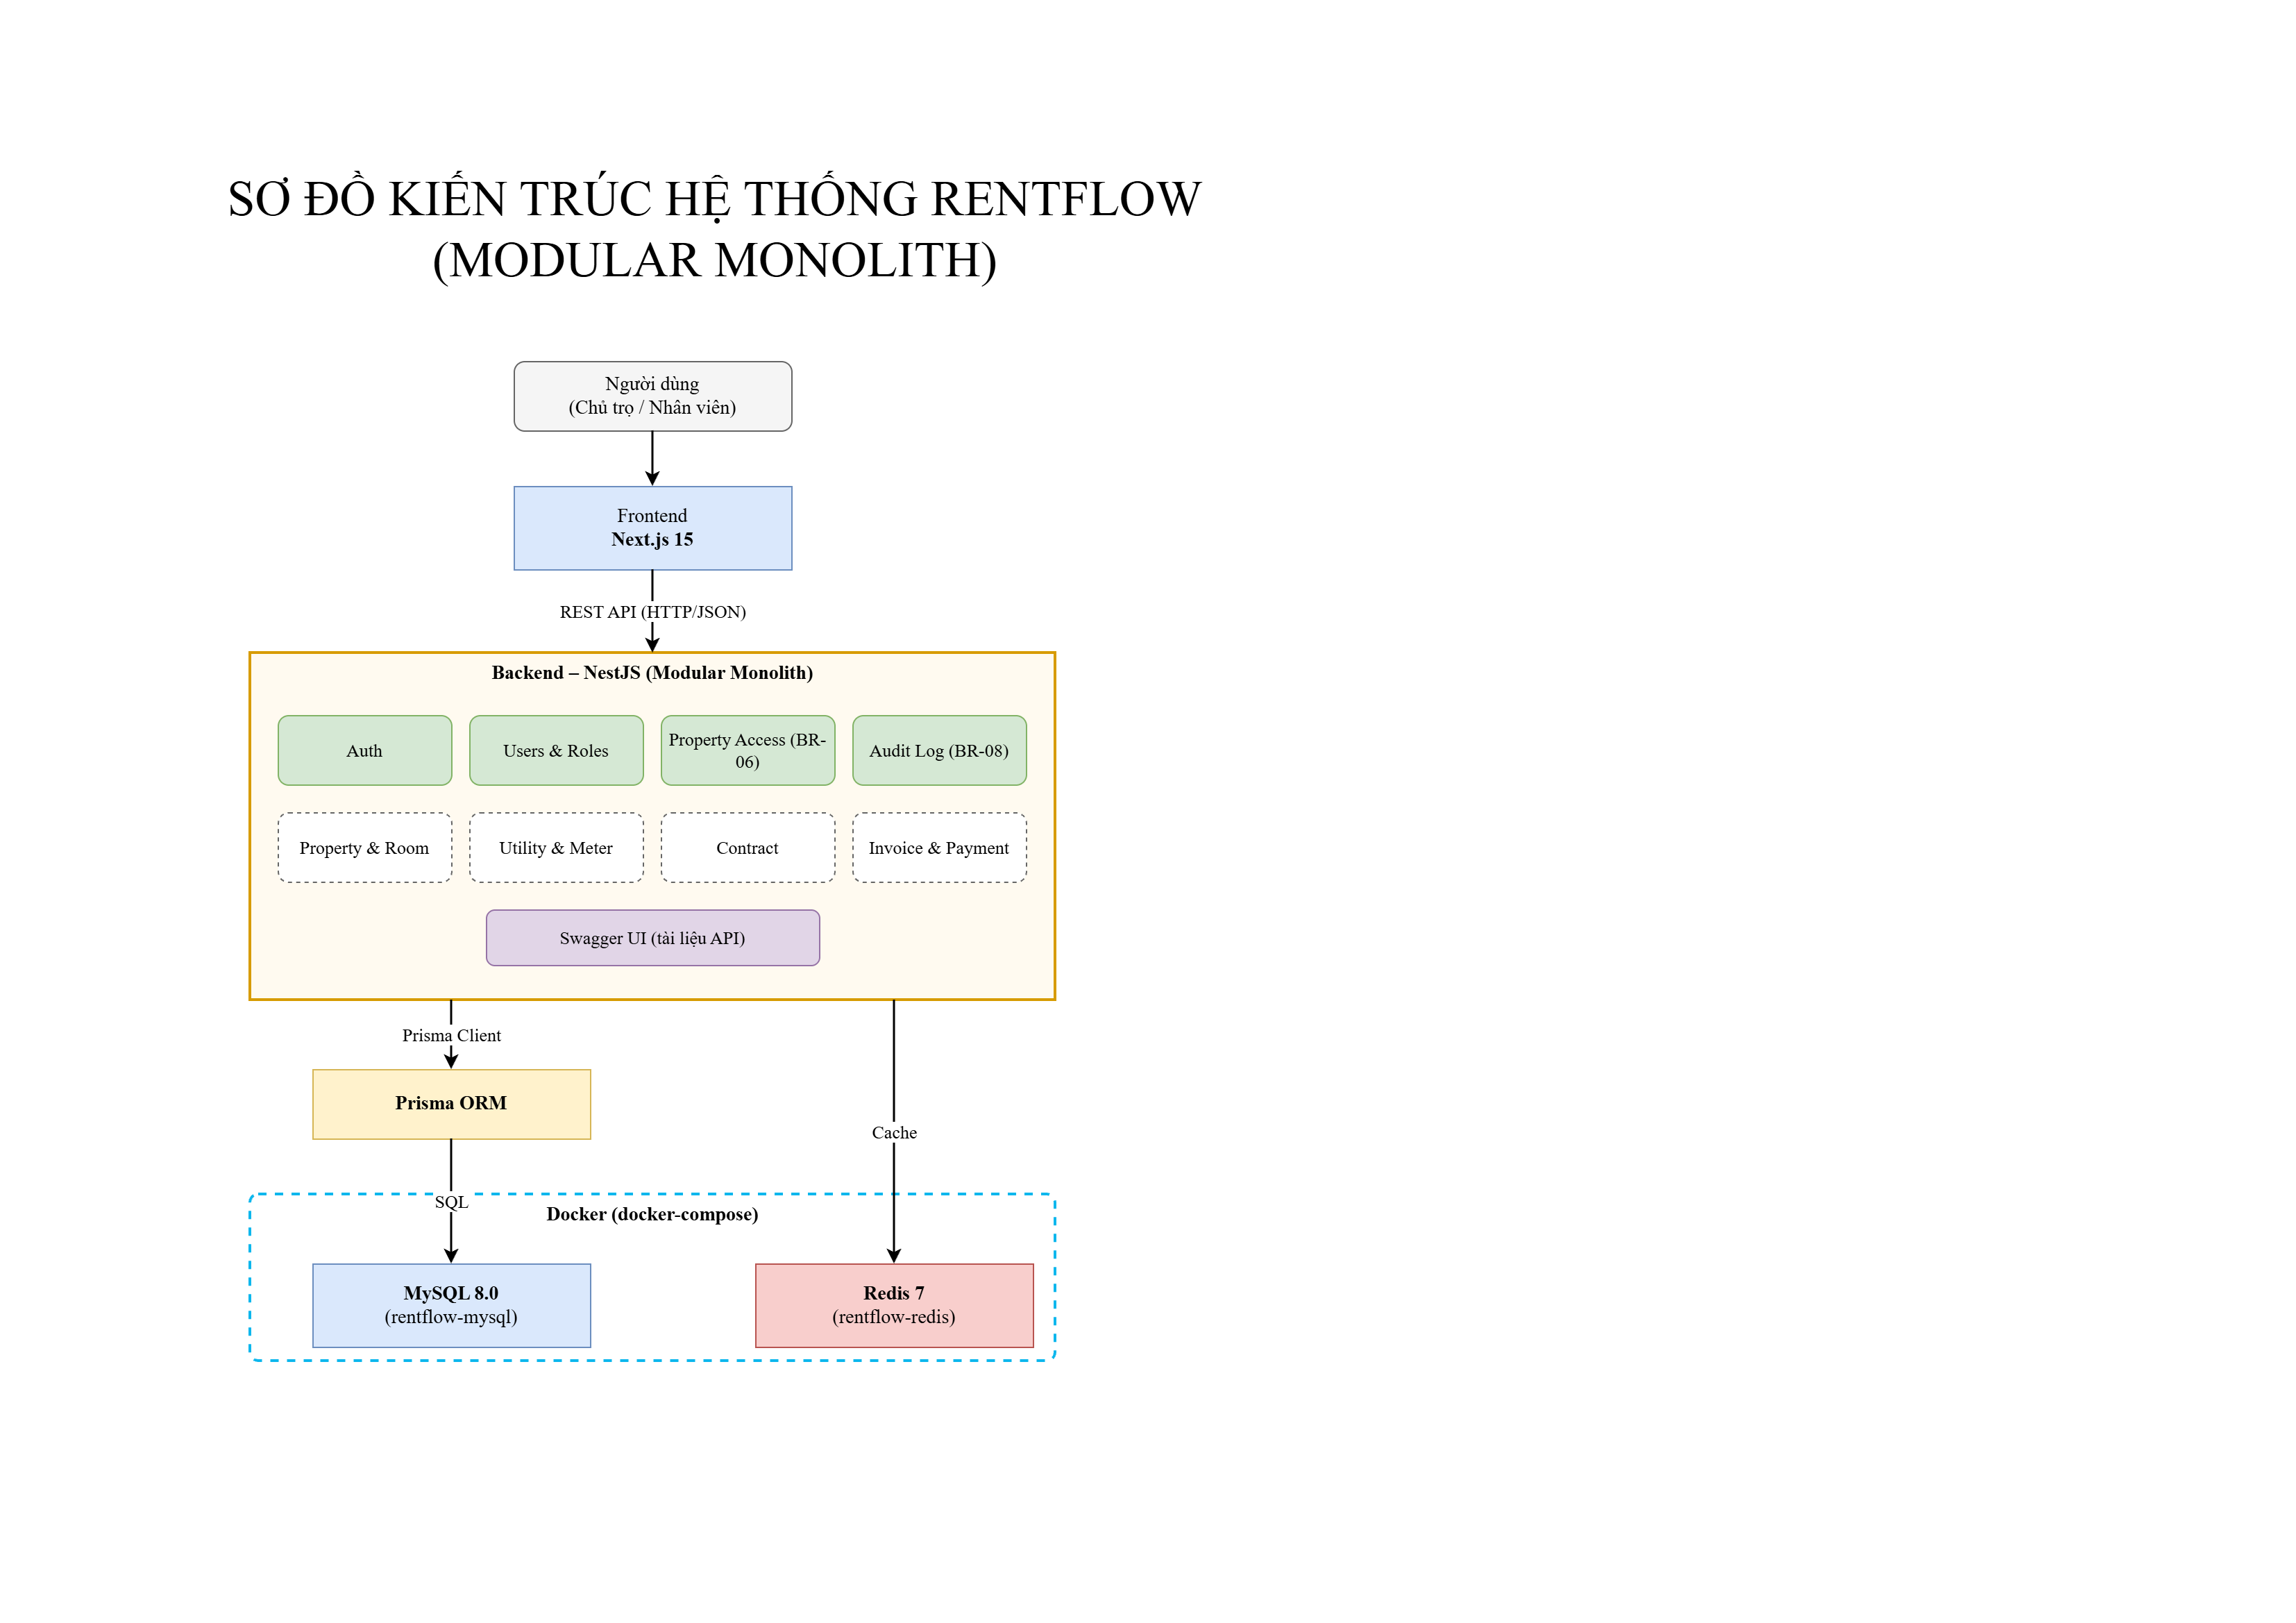 SƠ ĐỒ KIẾN TRÚC HỆ THỐNG RENTFLOW
(MODULAR MONOLITH)
Người dùng
(Chủ trọ / Nhân viên)
Frontend
Next.js 15
REST API (HTTP/JSON)
Backend – NestJS (Modular Monolith)
Auth
Users & Roles
Property Access (BR-
06)
Audit Log (BR-08)
Property & Room
Utility & Meter
Contract
Invoice & Payment
Swagger UI (tài liệu API)
Prisma Client
Prisma ORM
Cache
SQL
Docker (docker-compose)
MySQL 8.0
(rentflow-mysql)
Redis 7
(rentflow-redis)